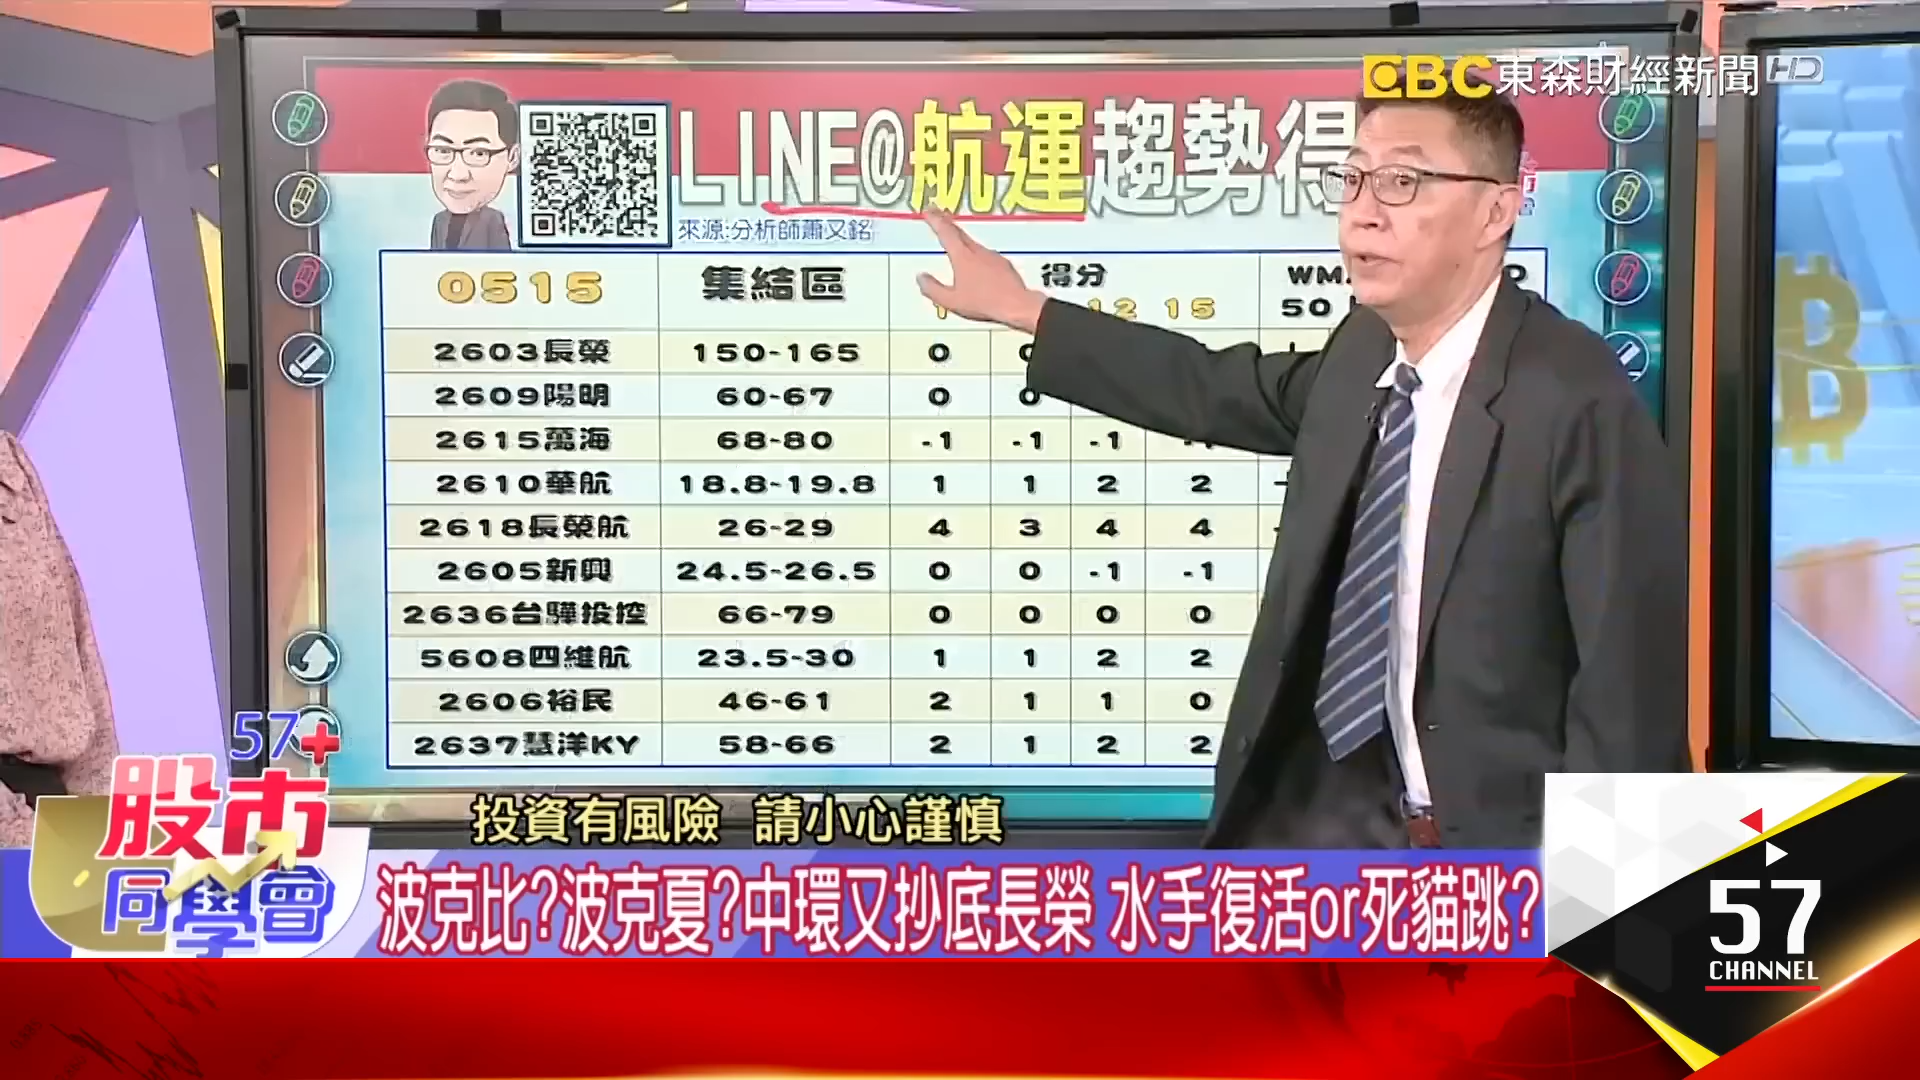 EBC東森財經新聞HD
LINE@航運趨勢得
來源:分析師蕭又銘
0515 集結區 得分 WM
12 15 50
2603長榮 150-165 0
2609陽明 60-67 0 0
2615萬海 68-80 -1 -1 -1 -1
2610華航 18.8-19.8 1 1 2 2
2618長榮航 26-29 4 3 4 4
2605新興 24.5-26.5 0 0 -1 -1
2636台驊投控 66-79 0 0 0 0
5608四維航 23.5-30 1 1 2 2
2606裕民 46-61 2 1 1 0
2637慧洋KY 58-66 2 1 2 2
57+
股市
同學會
投資有風險 請小心謹慎
波克比?波克夏?中環又抄底長榮 水手復活or死貓跳?
57
CHANNEL